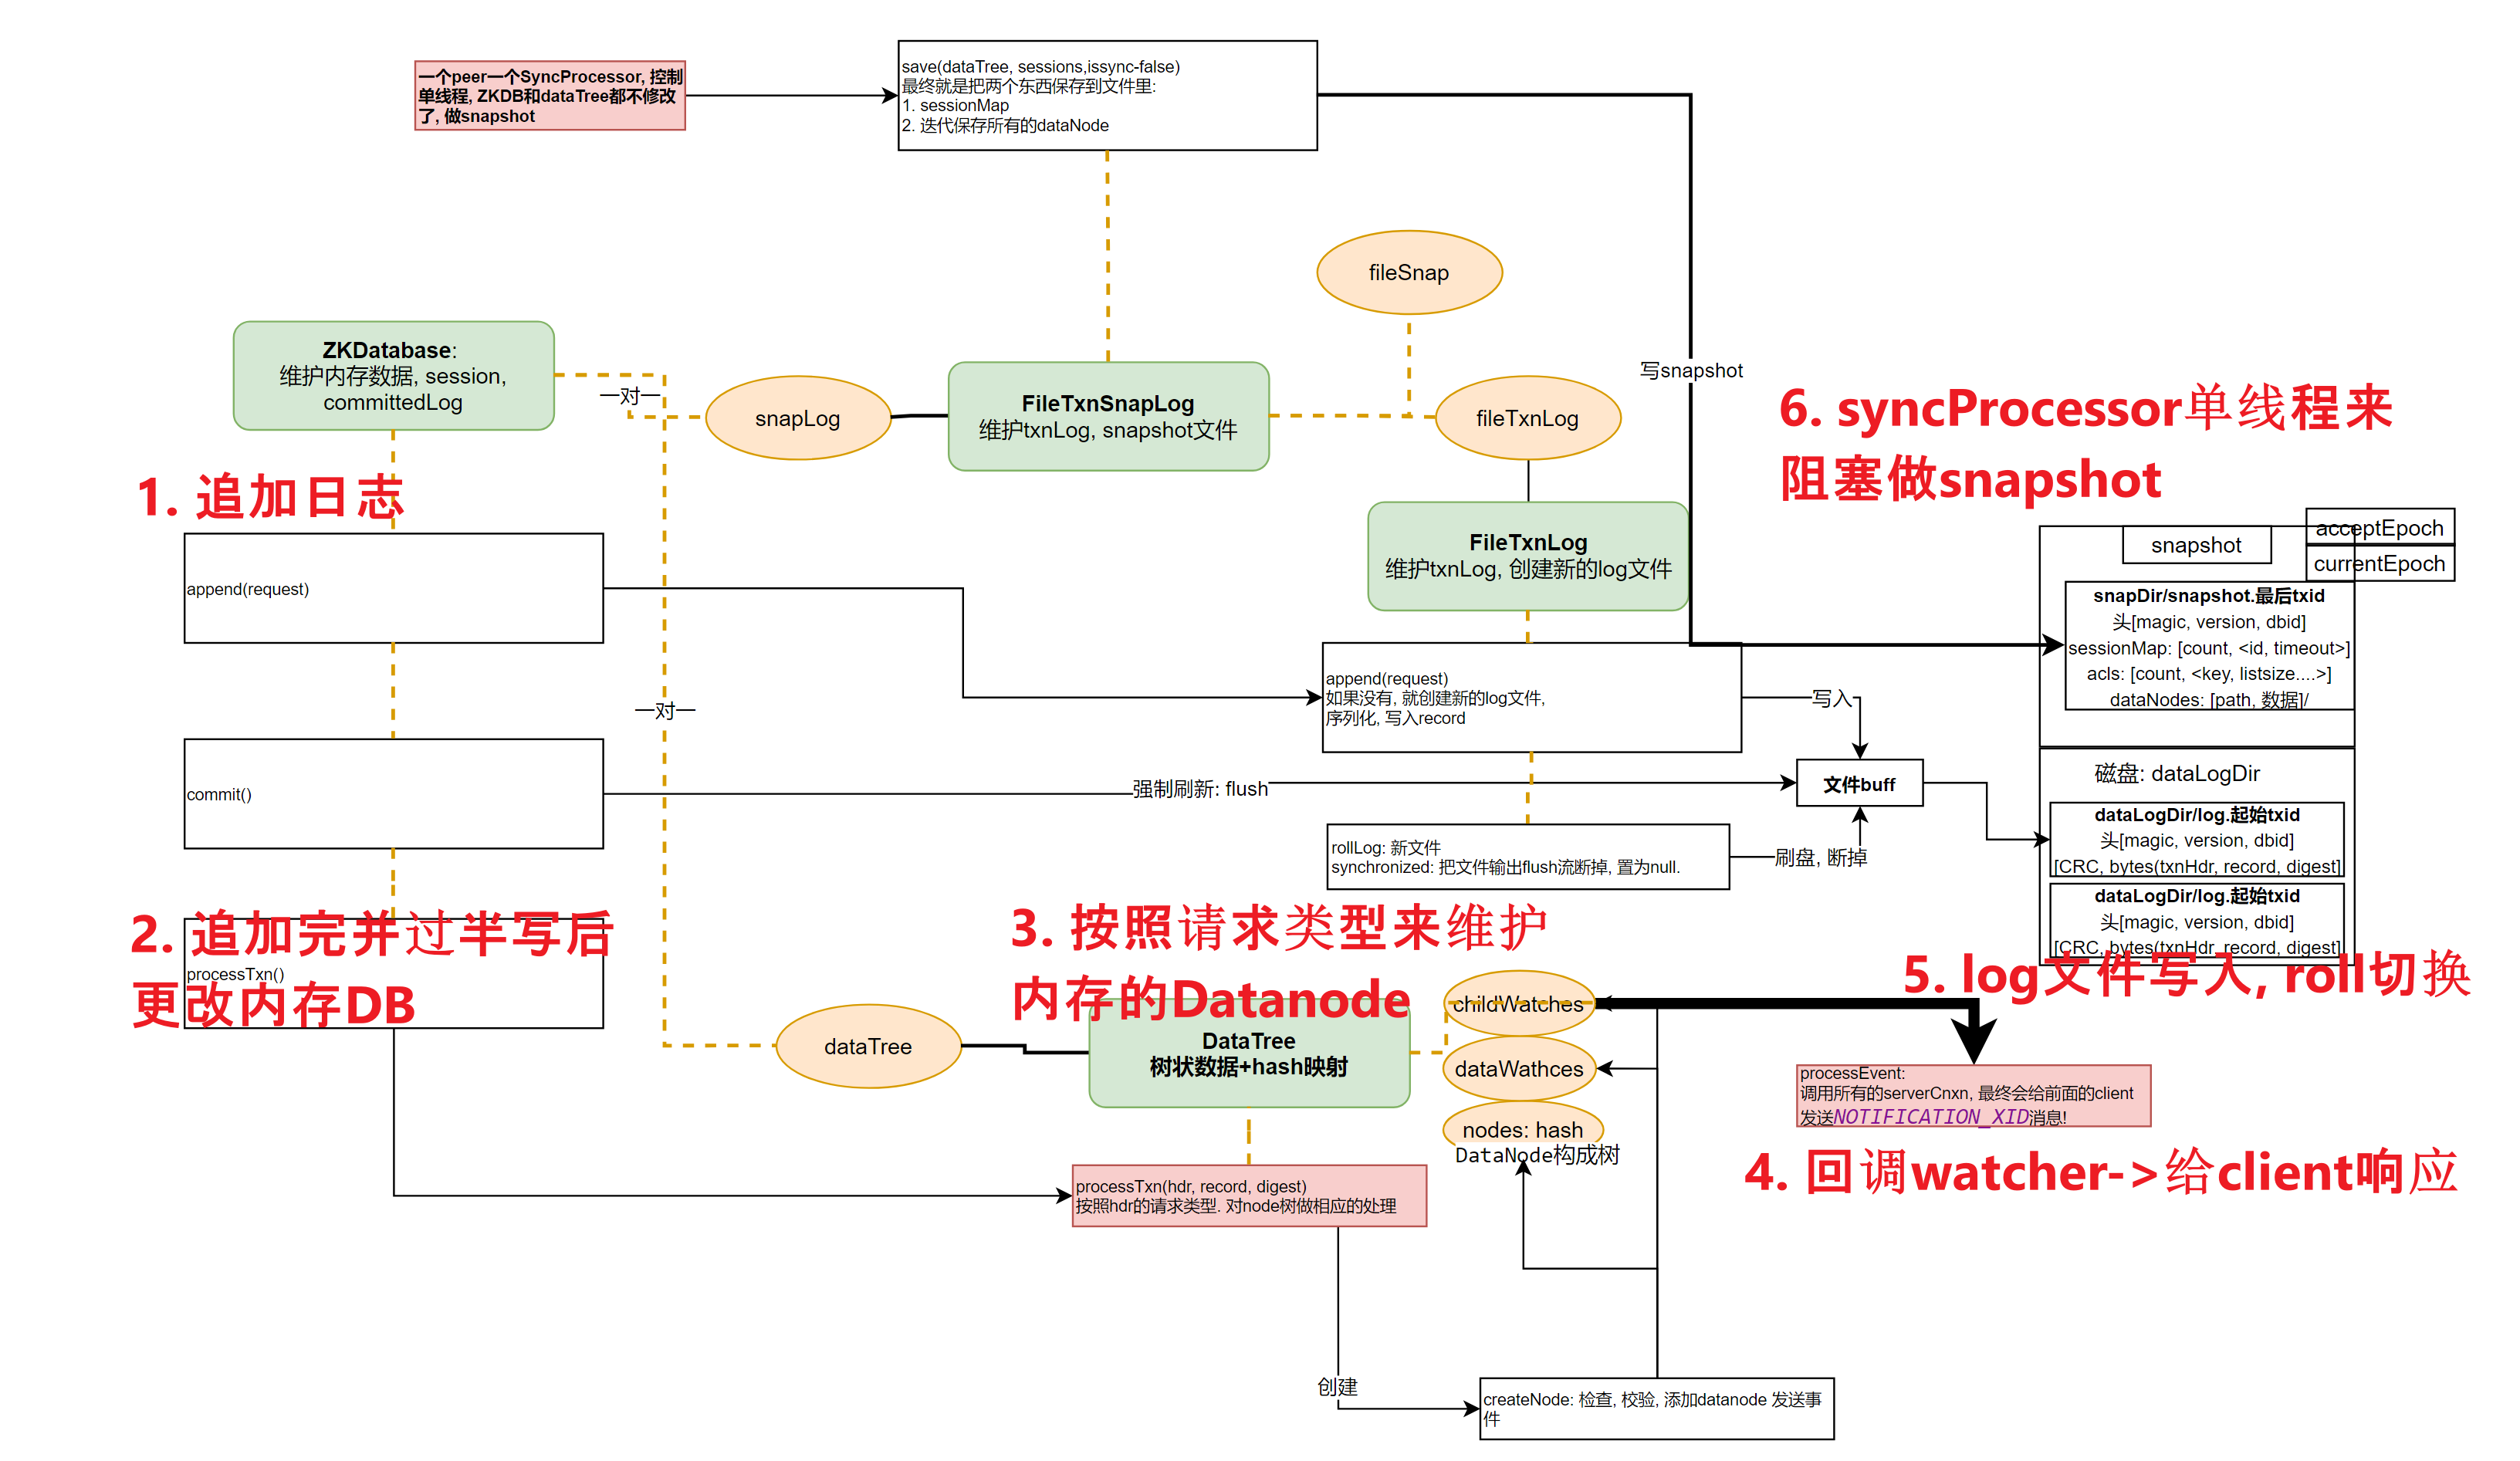 一个peer一个SyncProcessor, 控制
单线程, ZKDB和dataTree都不修改
了, 做snapshot
save(dataTree, sessions,issync-false)
最终就是把两个东西保存到文件里:
1. sessionMap
2. 迭代保存所有的dataNode
fileSnap
ZKDatabase:
维护内存数据, session,
committedLog
一对一
snapLog
FileTxnSnapLog
维护txnLog, snapshot文件
fileTxnLog
写snapshot
6. syncProcessor单线程来
阻塞做snapshot
1. 追加日志
FileTxnLog
维护txnLog, 创建新的log文件
acceptEpoch
snapshot
currentEpoch
snapDir/snapshot.最后txid
头[magic, version, dbid]
sessionMap: [count, <id, timeout>]
acls: [count, <key, listsize....>]
dataNodes: [path, 数据]/
append(request)
append(request)
如果没有, 就创建新的log文件,
序列化, 写入record
写入
一对一
commit()
强制刷新: flush
文件buff
磁盘: dataLogDir
dataLogDir/log.起始txid
头[magic, version, dbid]
[CRC, bytes(txnHdr, record, digest]
rollLog: 新文件
synchronized: 把文件输出flush流断掉, 置为null.
刷盘, 断掉
dataLogDir/log.起始txid
头[magic, version, dbid]
[CRC, bytes(txnHdr, record, digest]
2. 追加完并过半写后
更改内存DB
processTxn()
3. 按照请求类型来维护
内存的Datanode
5. log文件写入, roll切换
childWatches
dataTree
DataTree
树状数据+hash映射
dataWathces
nodes: hash
DataNode构成树
processEvent:
调用所有的serverCnxn, 最终会给前面的client
发送NOTIFICATION_XID消息!
4. 回调watcher->给client响应
processTxn(hdr, record, digest)
按照hdr的请求类型. 对node树做相应的处理
创建
createNode: 检查, 校验, 添加datanode 发送事
件